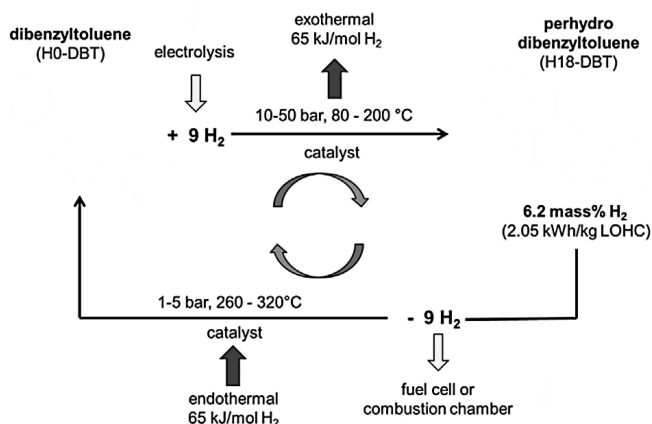 dibenzyltoluene
(H0-DBT)
electrolysis
exothermal
65 kJ/mol H₂
perhydro
dibenzyltoluene
(H18-DBT)
10-50 bar, 80 - 200 °C
+ 9 H₂
catalyst
6.2 mass% H₂
(2.05 kWh/kg LOHC)
1-5 bar, 260 - 320°C
- 9 H₂
catalyst
endothermal
65 kJ/mol H₂
fuel cell or
combustion chamber